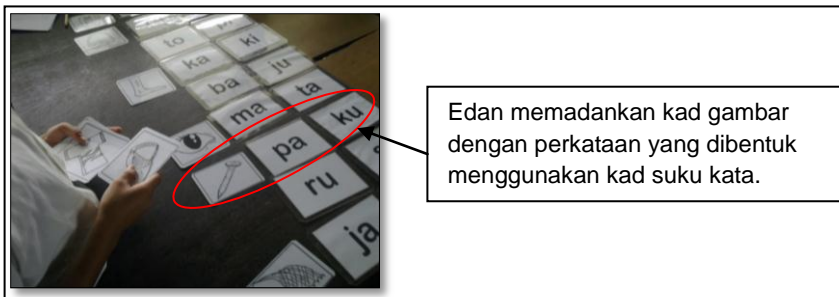 to
ka ki
ba ju
ma ta
pa ku
ru
ja
Edan memadankan kad gambar
dengan perkataan yang dibentuk
menggunakan kad suku kata.